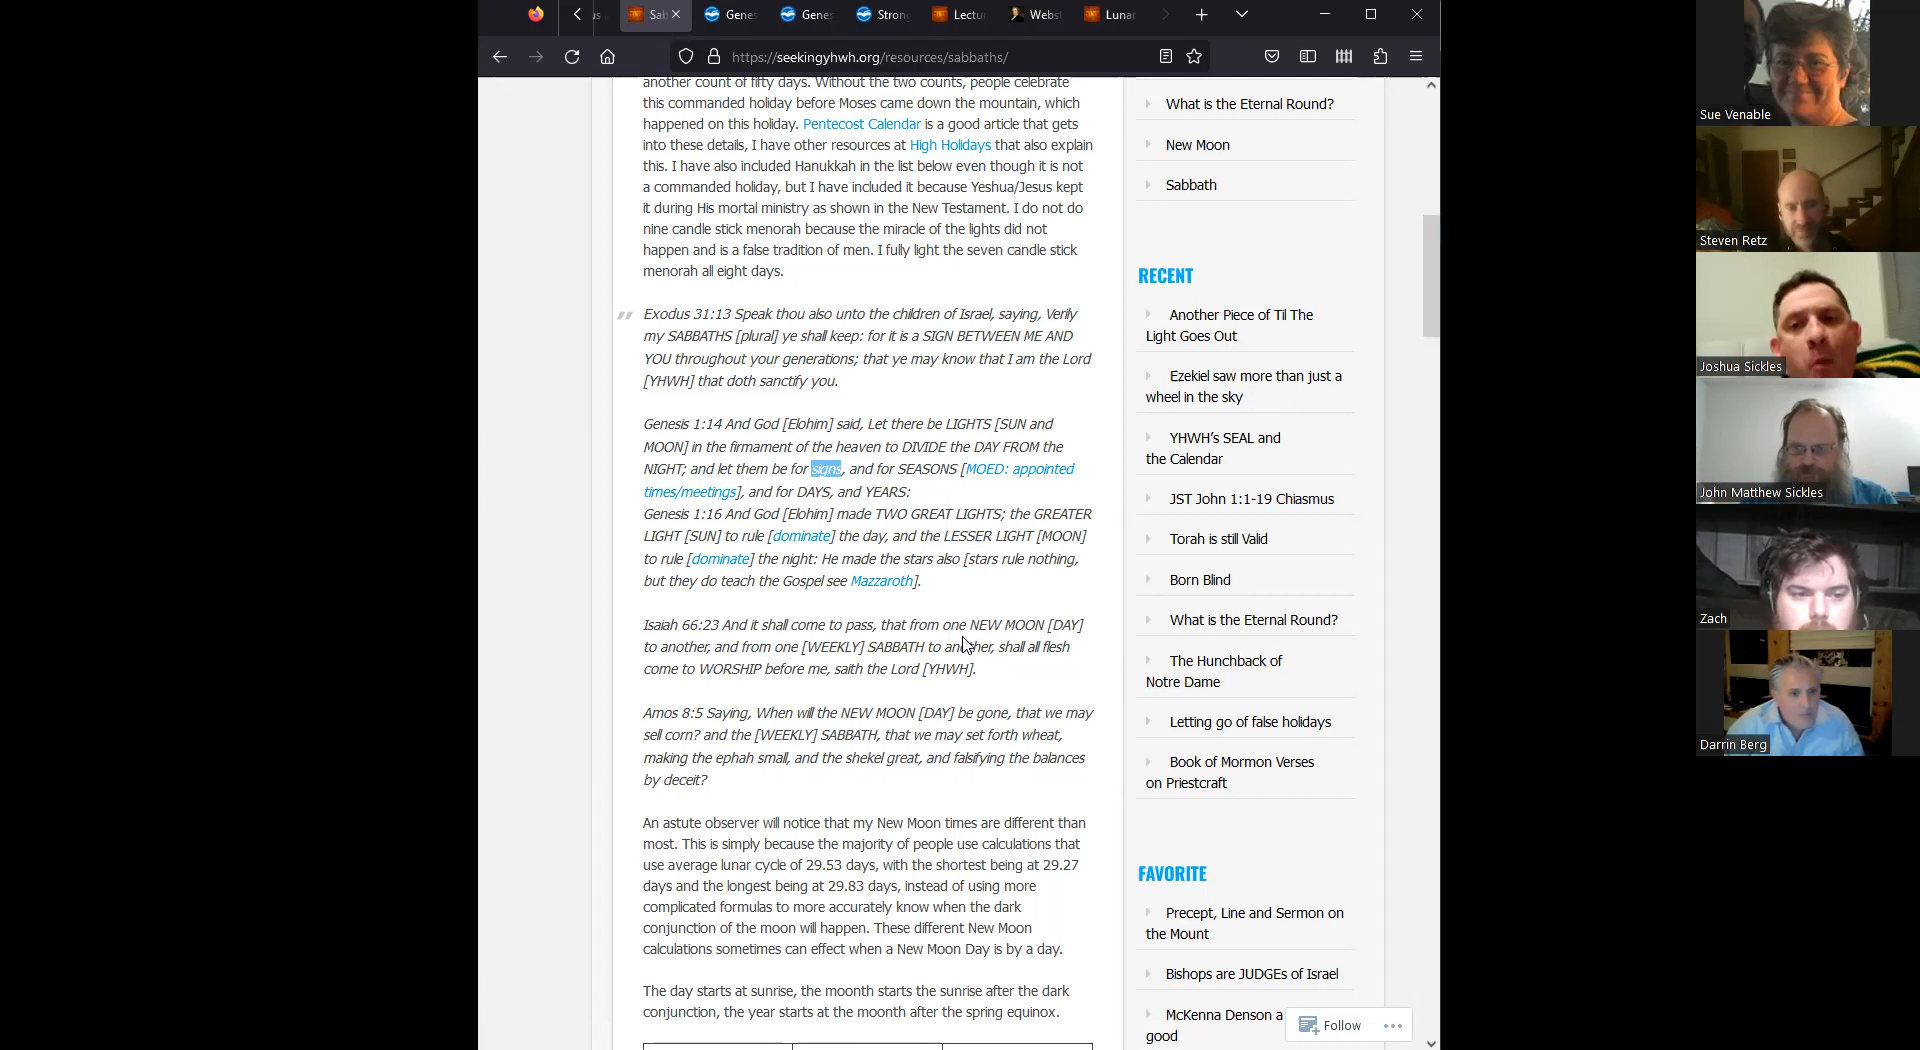 Sab
Genes
Genes
Strong
Lectu
Webst
Lunar
https://seekingyhwh.org/resources/sabbaths/
another count of fifty days. Without the two counts, people celebrate
this commanded holiday before Moses came down the mountain, which
happened on this holiday. Pentecost Calendar is a good article that gets
into these details, I have other resources at High Holidays that also explain
this. I have also included Hanukkah in the list below even though it is not
a commanded holiday, but I have included it because Yeshua/Jesus kept
it during His mortal ministry as shown in the New Testament. I do not do
nine candle stick menorah because the miracle of the lights did not
happen and is a false tradition of men. I fully light the seven candle stick
menorah all eight days.
Exodus 31:13 Speak thou also unto the children of Israel, saying, Verily
my SABBATHS [plural] ye shall keep: for it is a SIGN BETWEEN ME AND
YOU throughout your generations; that ye may know that I am the Lord
[YHWH] that doth sanctify you.
Genesis 1:14 And God [Elohim] said, Let there be LIGHTS [SUN and
MOON] in the firmament of the heaven to DIVIDE the DAY FROM the
NIGHT; and let them be for signs, and for SEASONS [MOED: appointed
times/meetings], and for DAYS, and YEARS:
Genesis 1:16 And God [Elohim] made TWO GREAT LIGHTS; the GREATER
LIGHT [SUN] to rule [dominate] the day, and the LESSER LIGHT [MOON]
to rule [dominate] the night: He made the stars also [stars rule nothing,
but they do teach the Gospel see Mazzaroth].
Isaiah 66:23 And it shall come to pass, that from one NEW MOON [DAY]
to another, and from one [WEEKLY] SABBATH to another, shall all flesh
come to WORSHIP before me, saith the Lord [YHWH].
Amos 8:5 Saying, When will the NEW MOON [DAY] be gone, that we may
sell corn? and the [WEEKLY] SABBATH, that we may set forth wheat,
making the ephah small, and the shekel great, and falsifying the balances
by deceit?
An astute observer will notice that my New Moon times are different than
most. This is simply because the majority of people use calculations that
use average lunar cycle of 29.53 days, with the shortest being at 29.27
days and the longest being at 29.83 days, instead of using more
complicated formulas to more accurately know when the dark
conjunction of the moon will happen. These different New Moon
calculations sometimes can effect when a New Moon Day is by a day.
The day starts at sunrise, the moonth starts the sunrise after the dark
conjunction, the year starts at the moonth after the spring equinox.
What is the Eternal Round?
New Moon
Sabbath
RECENT
Another Piece of Til The
Light Goes Out
Ezekiel saw more than just a
wheel in the sky
YHWH's SEAL and
the Calendar
JST John 1:1-19 Chiasmus
Torah is still Valid
Born Blind
What is the Eternal Round?
The Hunchback of
Notre Dame
Letting go of false holidays
Book of Mormon Verses
on Priestcraft
FAVORITE
Precept, Line and Sermon on
the Mount
Bishops are JUDGEs of Israel
McKenna Denson a
good
Follow
Sue Venable
Steven Retz
Joshua Sickles
John Matthew Sickles
Zach
Darrin Berg